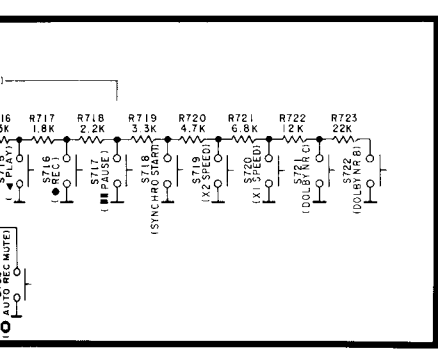 R717 R718 R719 R720 R721 R722 R723
1.8K 2.2K 3.3K 4.7K 6.8K 12K 22K
(◀ PLAY)
S716
(● REC)
S717
(▮▮ PAUSE)
S718
(SYNCHRO START)
S719
(X2 SPEED)
S720
(X1 SPEED)
S721
(DOLBY NR C)
S722
(DOLBY NR B)
AUTO REC MUTE)